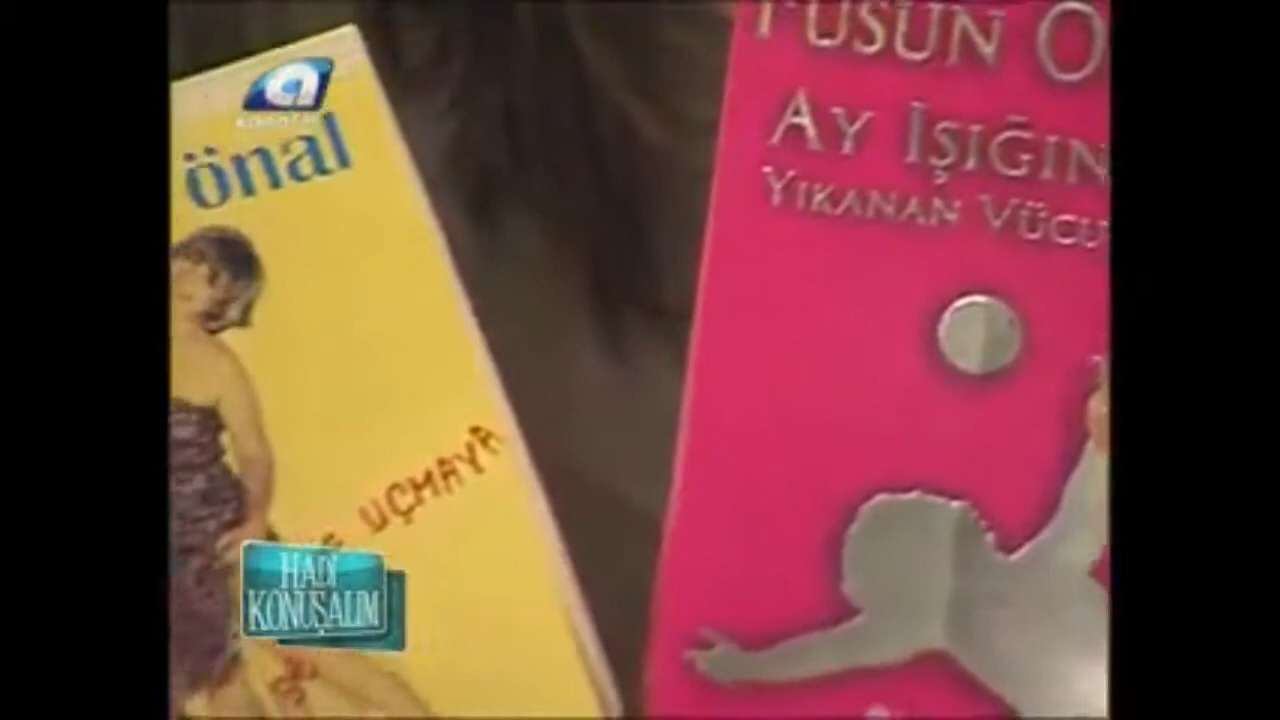 önal
UÇMAYA
FÜSUN Ö
AY IŞIĞIN
YIKANAN VÜCU
HADİ
KONUŞALIM